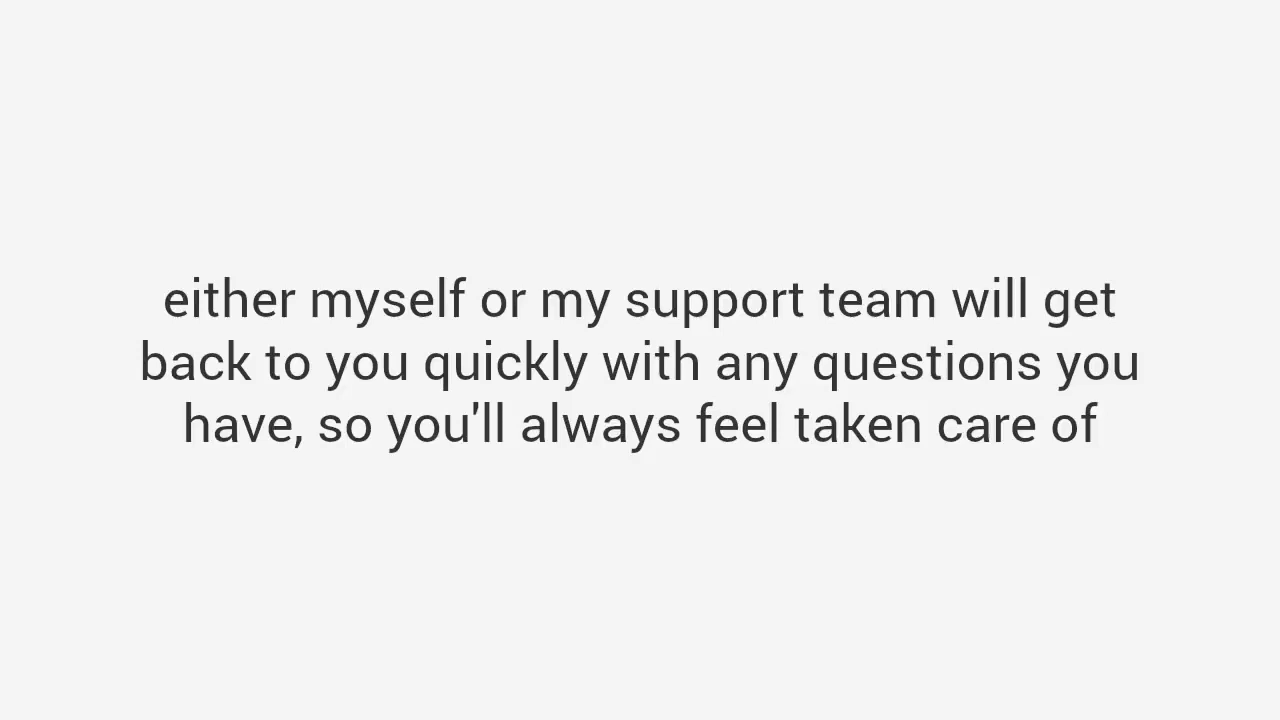 either myself or my support team will get
back to you quickly with any questions you
have, so you'll always feel taken care of